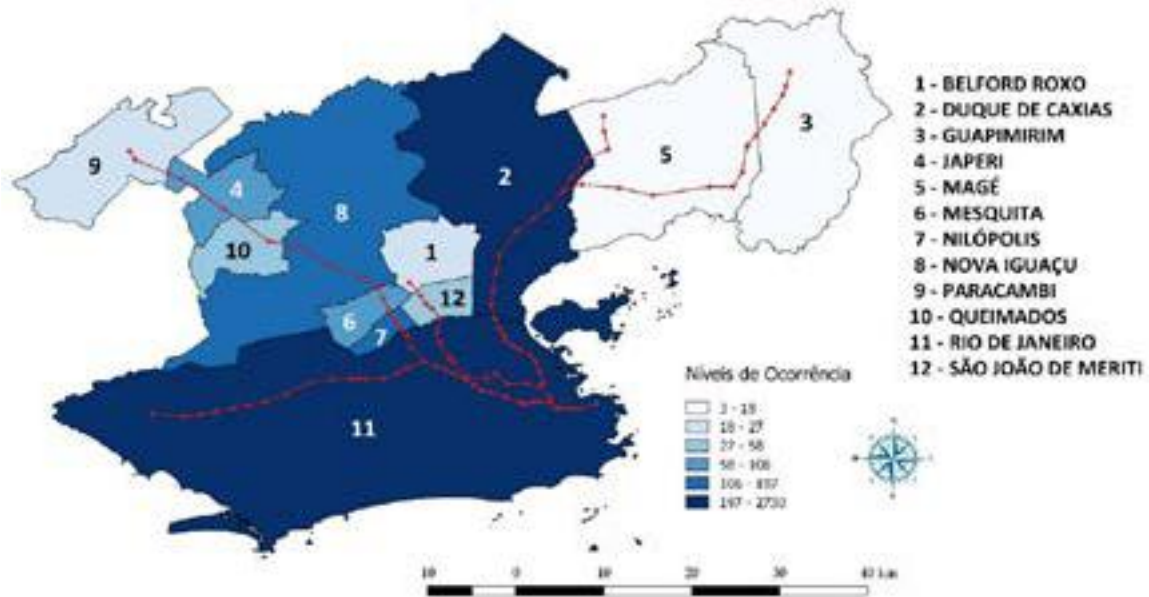 9
4
10
8
2
5
3
1
12
6
7
11
1 - BELFORD ROXO
2 - DUQUE DE CAXIAS
3 - GUAPIMIRIM
4 - JAPERI
5 - MAGÉ
6 - MESQUITA
7 - NILÓPOLIS
8 - NOVA IGUAÇU
9 - PARACAMBI
10 - QUEIMADOS
11 - RIO DE JANEIRO
12 - SÃO JOÃO DE MERITI
Níveis de Ocorrência
18 - 27
27 - 58
10 0 10 20 30 40 km